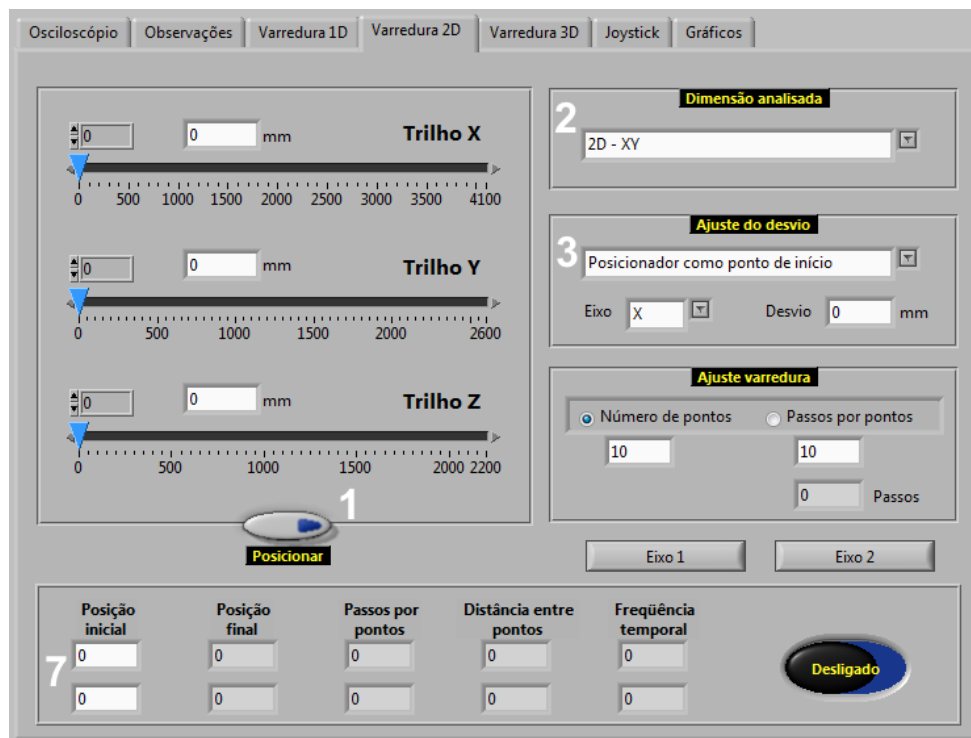 Osciloscópio Observações Varredura 1D Varredura 2D Varredura 3D Joystick Gráficos
0 0 mm Trilho X
0 500 1000 1500 2000 2500 3000 3500 4100
0 0 mm Trilho Y
0 500 1000 1500 2000 2600
0 0 mm Trilho Z
0 500 1000 1500 2000 2200
1
Posicionar
Dimensão analisada
2
2D - XY
Ajuste do desvio
3
Posicionador como ponto de início
Eixo X Desvio 0 mm
Ajuste varredura
Número de pontos Passos por pontos
10 10
0 Passos
Eixo 1 Eixo 2
Posição Posição Passos por Distância entre Freqüência
inicial final pontos pontos temporal
7 0 0 0 0 0
0 0 0 0 0
Desligado